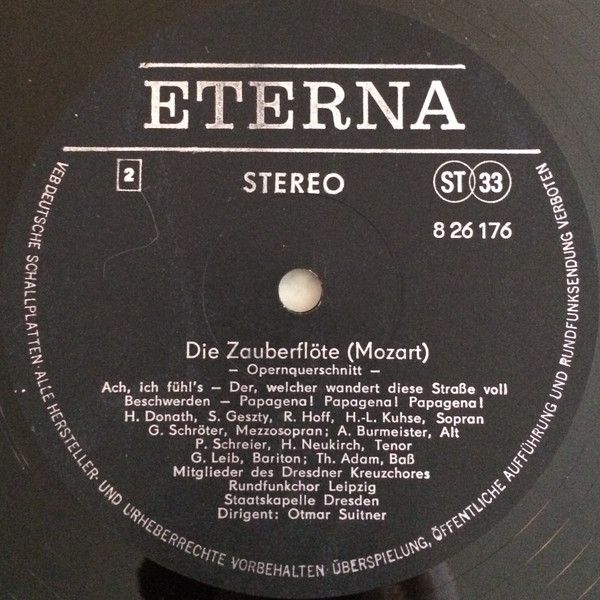 ETERNA
2
STEREO
ST 33
8 26 176
Die Zauberflöte (Mozart)
– Opernquerschnitt –
Ach, ich fühl's – Der, welcher wandert diese Straße voll
Beschwerden – Papagena! Papagena! Papagena!
H. Donath, S. Geszty, R. Hoff, H.-L. Kuhse, Sopran
G. Schröter, Mezzosopran; A. Burmeister, Alt
P. Schreier, H. Neukirch, Tenor
G. Leib, Bariton; Th. Adam, Baß
Mitglieder des Dresdner Kreuzchores
Rundfunkchor Leipzig
Staatskapelle Dresden
Dirigent: Otmar Suitner
VEB DEUTSCHE SCHALLPLATTEN · ALLE HERSTELLER- UND URHEBERRECHTE VORBEHALTEN · ÜBERSPIELUNG, ÖFFENTLICHE AUFFÜHRUNG UND RUNDFUNKSENDUNG VERBOTEN